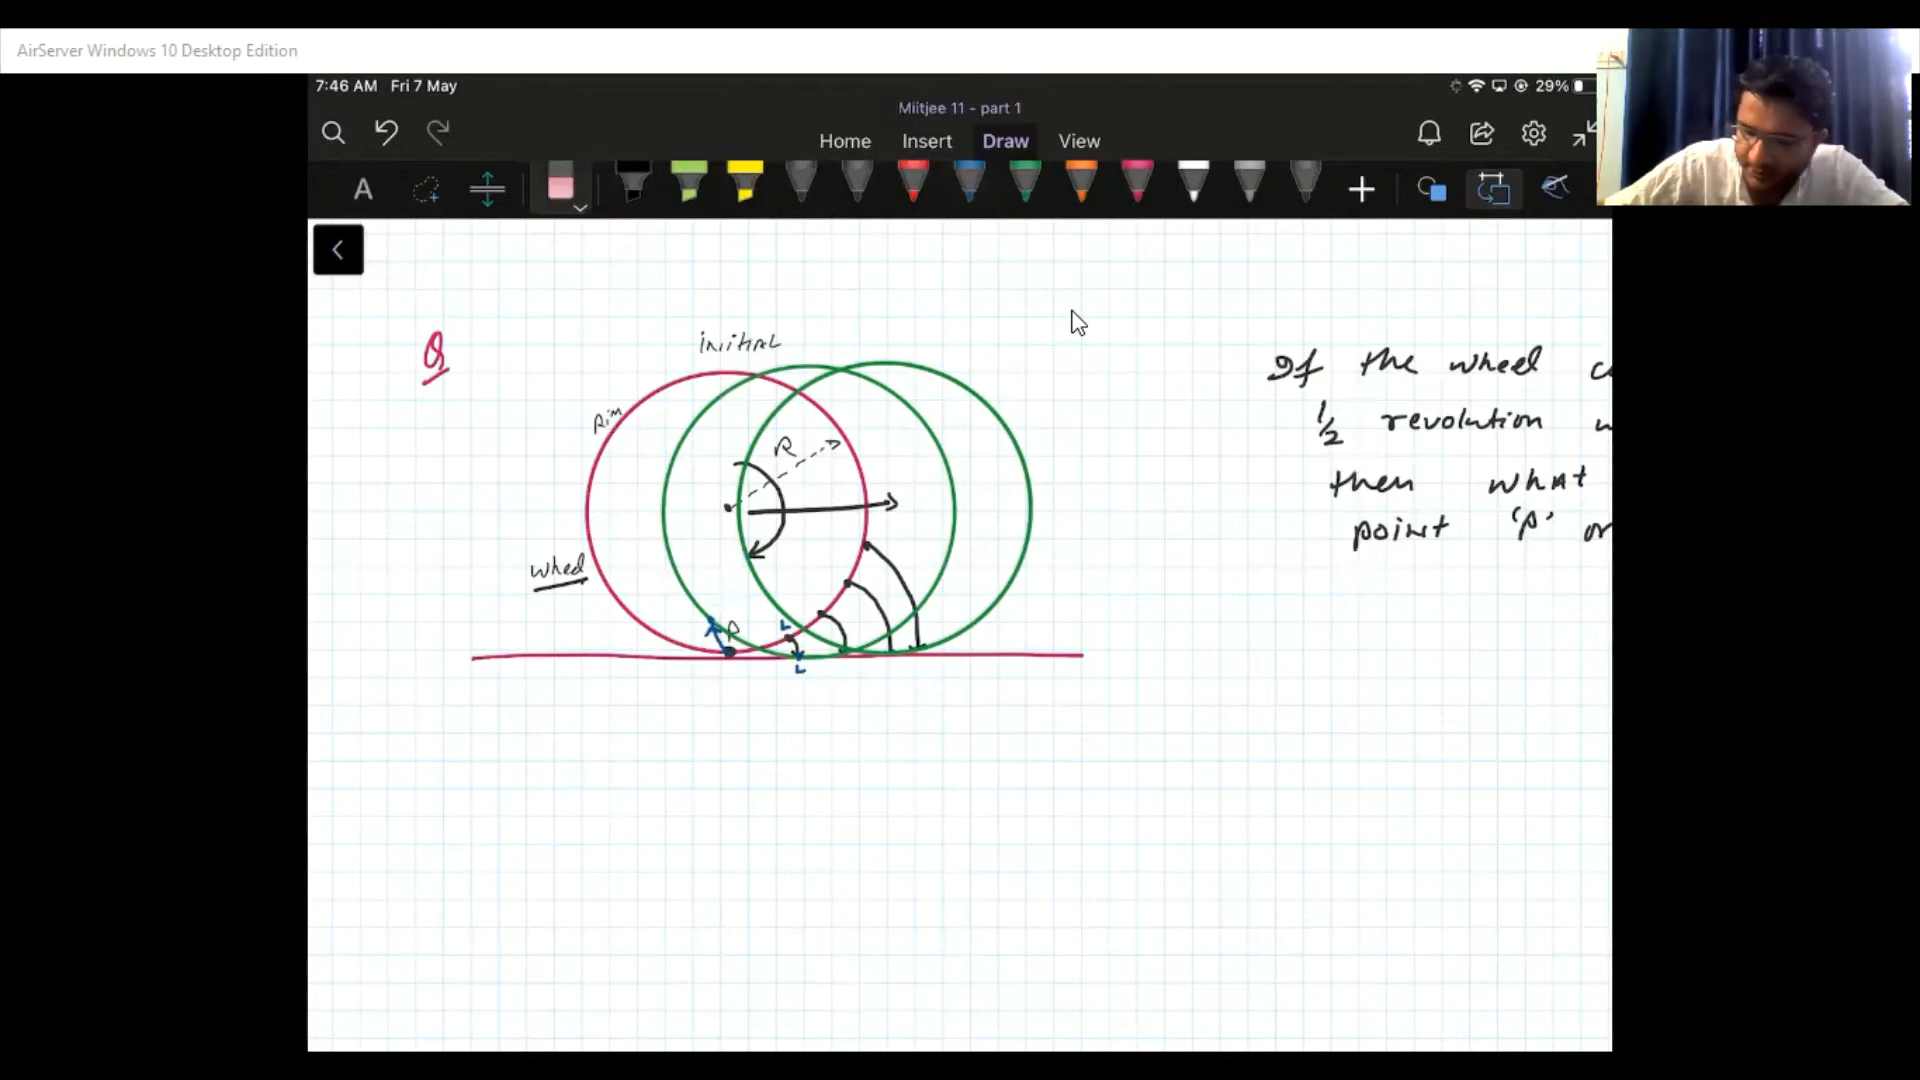 AirServer Windows 10 Desktop Edition
7:46 AM Fri 7 May
29%
Miitjee 11 - part 1
Home Insert Draw View
A
Q
initial
Rim
R
wheel
P
L
L
If the wheel c
1/2 revolution w
then what
point 'P' or